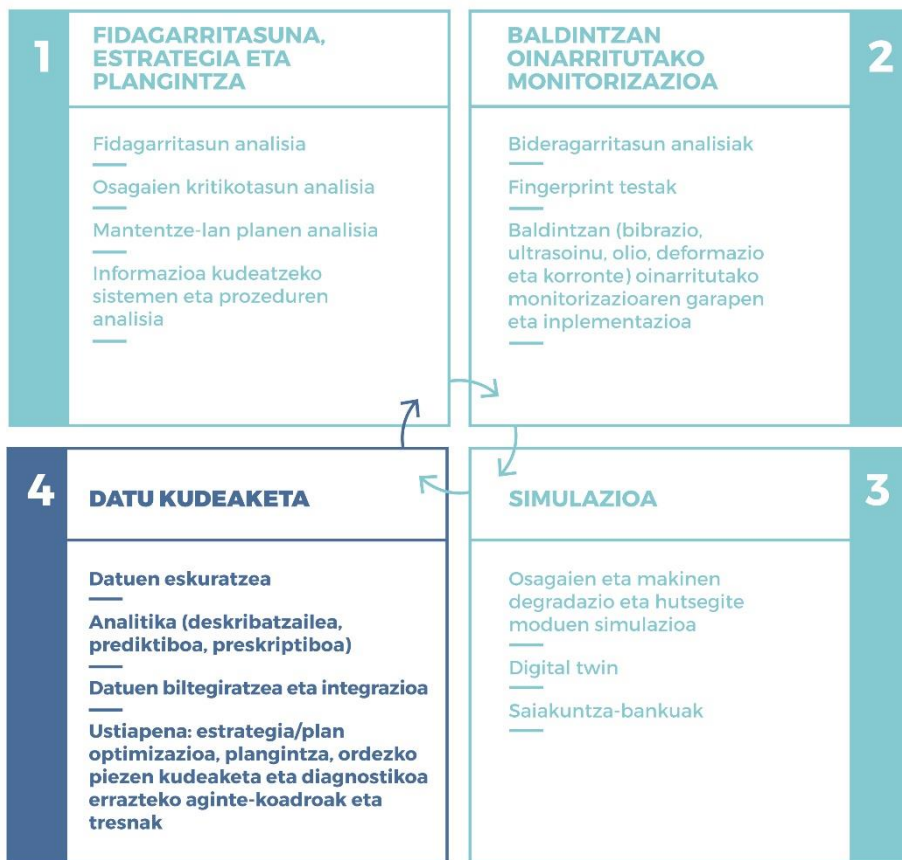 1
FIDAGARRITASUNA,
ESTRATEGIA ETA
PLANGINTZA
Fidagarritasun analisia
Osagaien kritikotasun analisia
Mantentze-lan planen analisia
Informazioa kudeatzeko
sistemen eta prozeduren
analisia
BALDINTZAN
OINARRITUTAKO
MONITORIZAZIOA
2
Bideragarritasun analisiak
Fingerprint testak
Baldintzan (bibrazio,
ultrasoinu, olio, deformazio
eta korronte) oinarritutako
monitorizazioaren garapen
eta inplementazioa
4
DATU KUDEAKETA
Datuen eskuratzea
Analitika (deskribatzailea,
prediktiboa, preskriptiboa)
Datuen biltegiratzea eta integrazioa
Ustiapena: estrategia/plan
optimizazioa, plangintza, ordezko
piezen kudeaketa eta diagnostikoa
errazteko aginte-koadroak eta
tresnak
SIMULAZIOA
3
Osagaien eta makinen
degradazio eta hutsegite
moduen simulazioa
Digital twin
Saiakuntza-bankuak